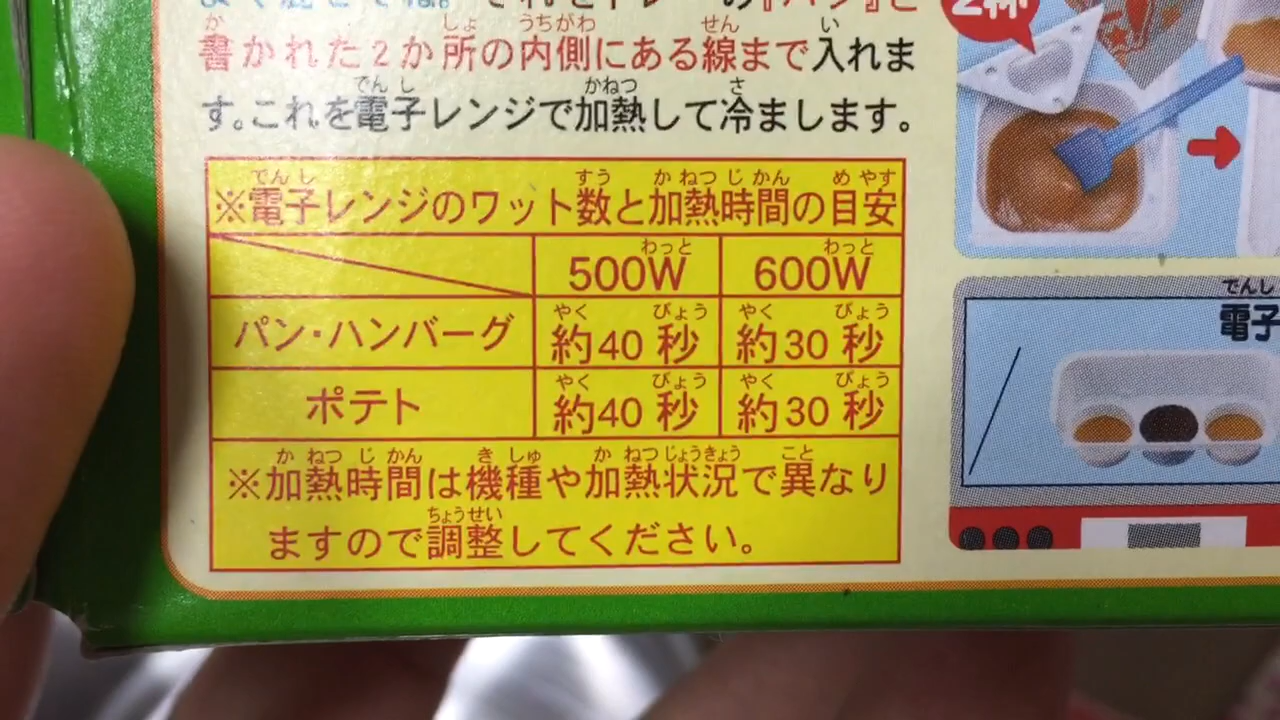 書かれた2か所の内側にある線まで入れま
す。これを電子レンジで加熱して冷まします。
※電子レンジのワット数と加熱時間の目安
500W 600W
パン・ハンバーグ 約40秒 約30秒
ポテト 約40秒 約30秒
※加熱時間は機種や加熱状況で異なり
ますので調整してください。
2杯
電子